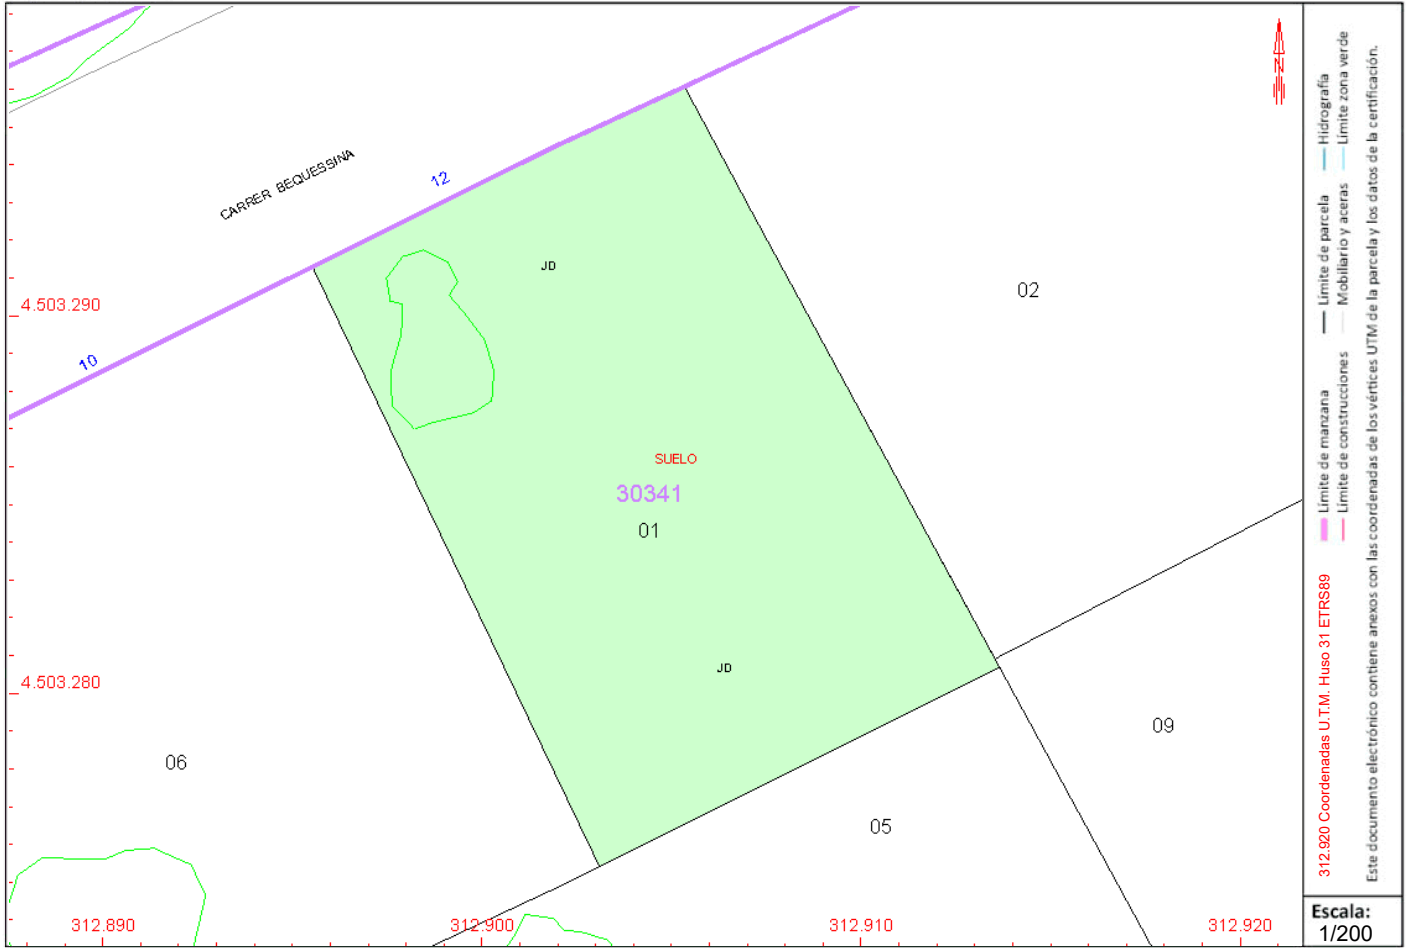 CARRER BEQUESSINA
12
10
JD
4.503.290
02
SUELO
30341
01
JD
4.503.280
06
09
05
312.890
312.900
312.910
312.920
N
312.920 Coordenadas U.T.M. Huso 31 ETRS89
Límite de manzana
Límite de parcela
Hidrografía
Límite de construcciones
Mobiliario y aceras
Límite zona verde
Este documento electrónico contiene anexos con las coordenadas de los vértices UTM de la parcela y los datos de la certificación.
Escala:
1/200